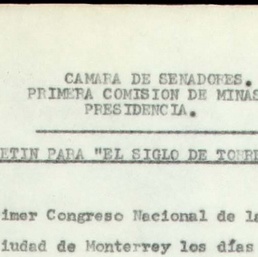 CAMARA DE SENADORES.
PRIMERA COMISION DE MINAS
PRESIDENCIA.
ETIN PARA "EL SIGLO DE TORRE
rimer Congreso Nacional de la
iudad de Monterrey los días